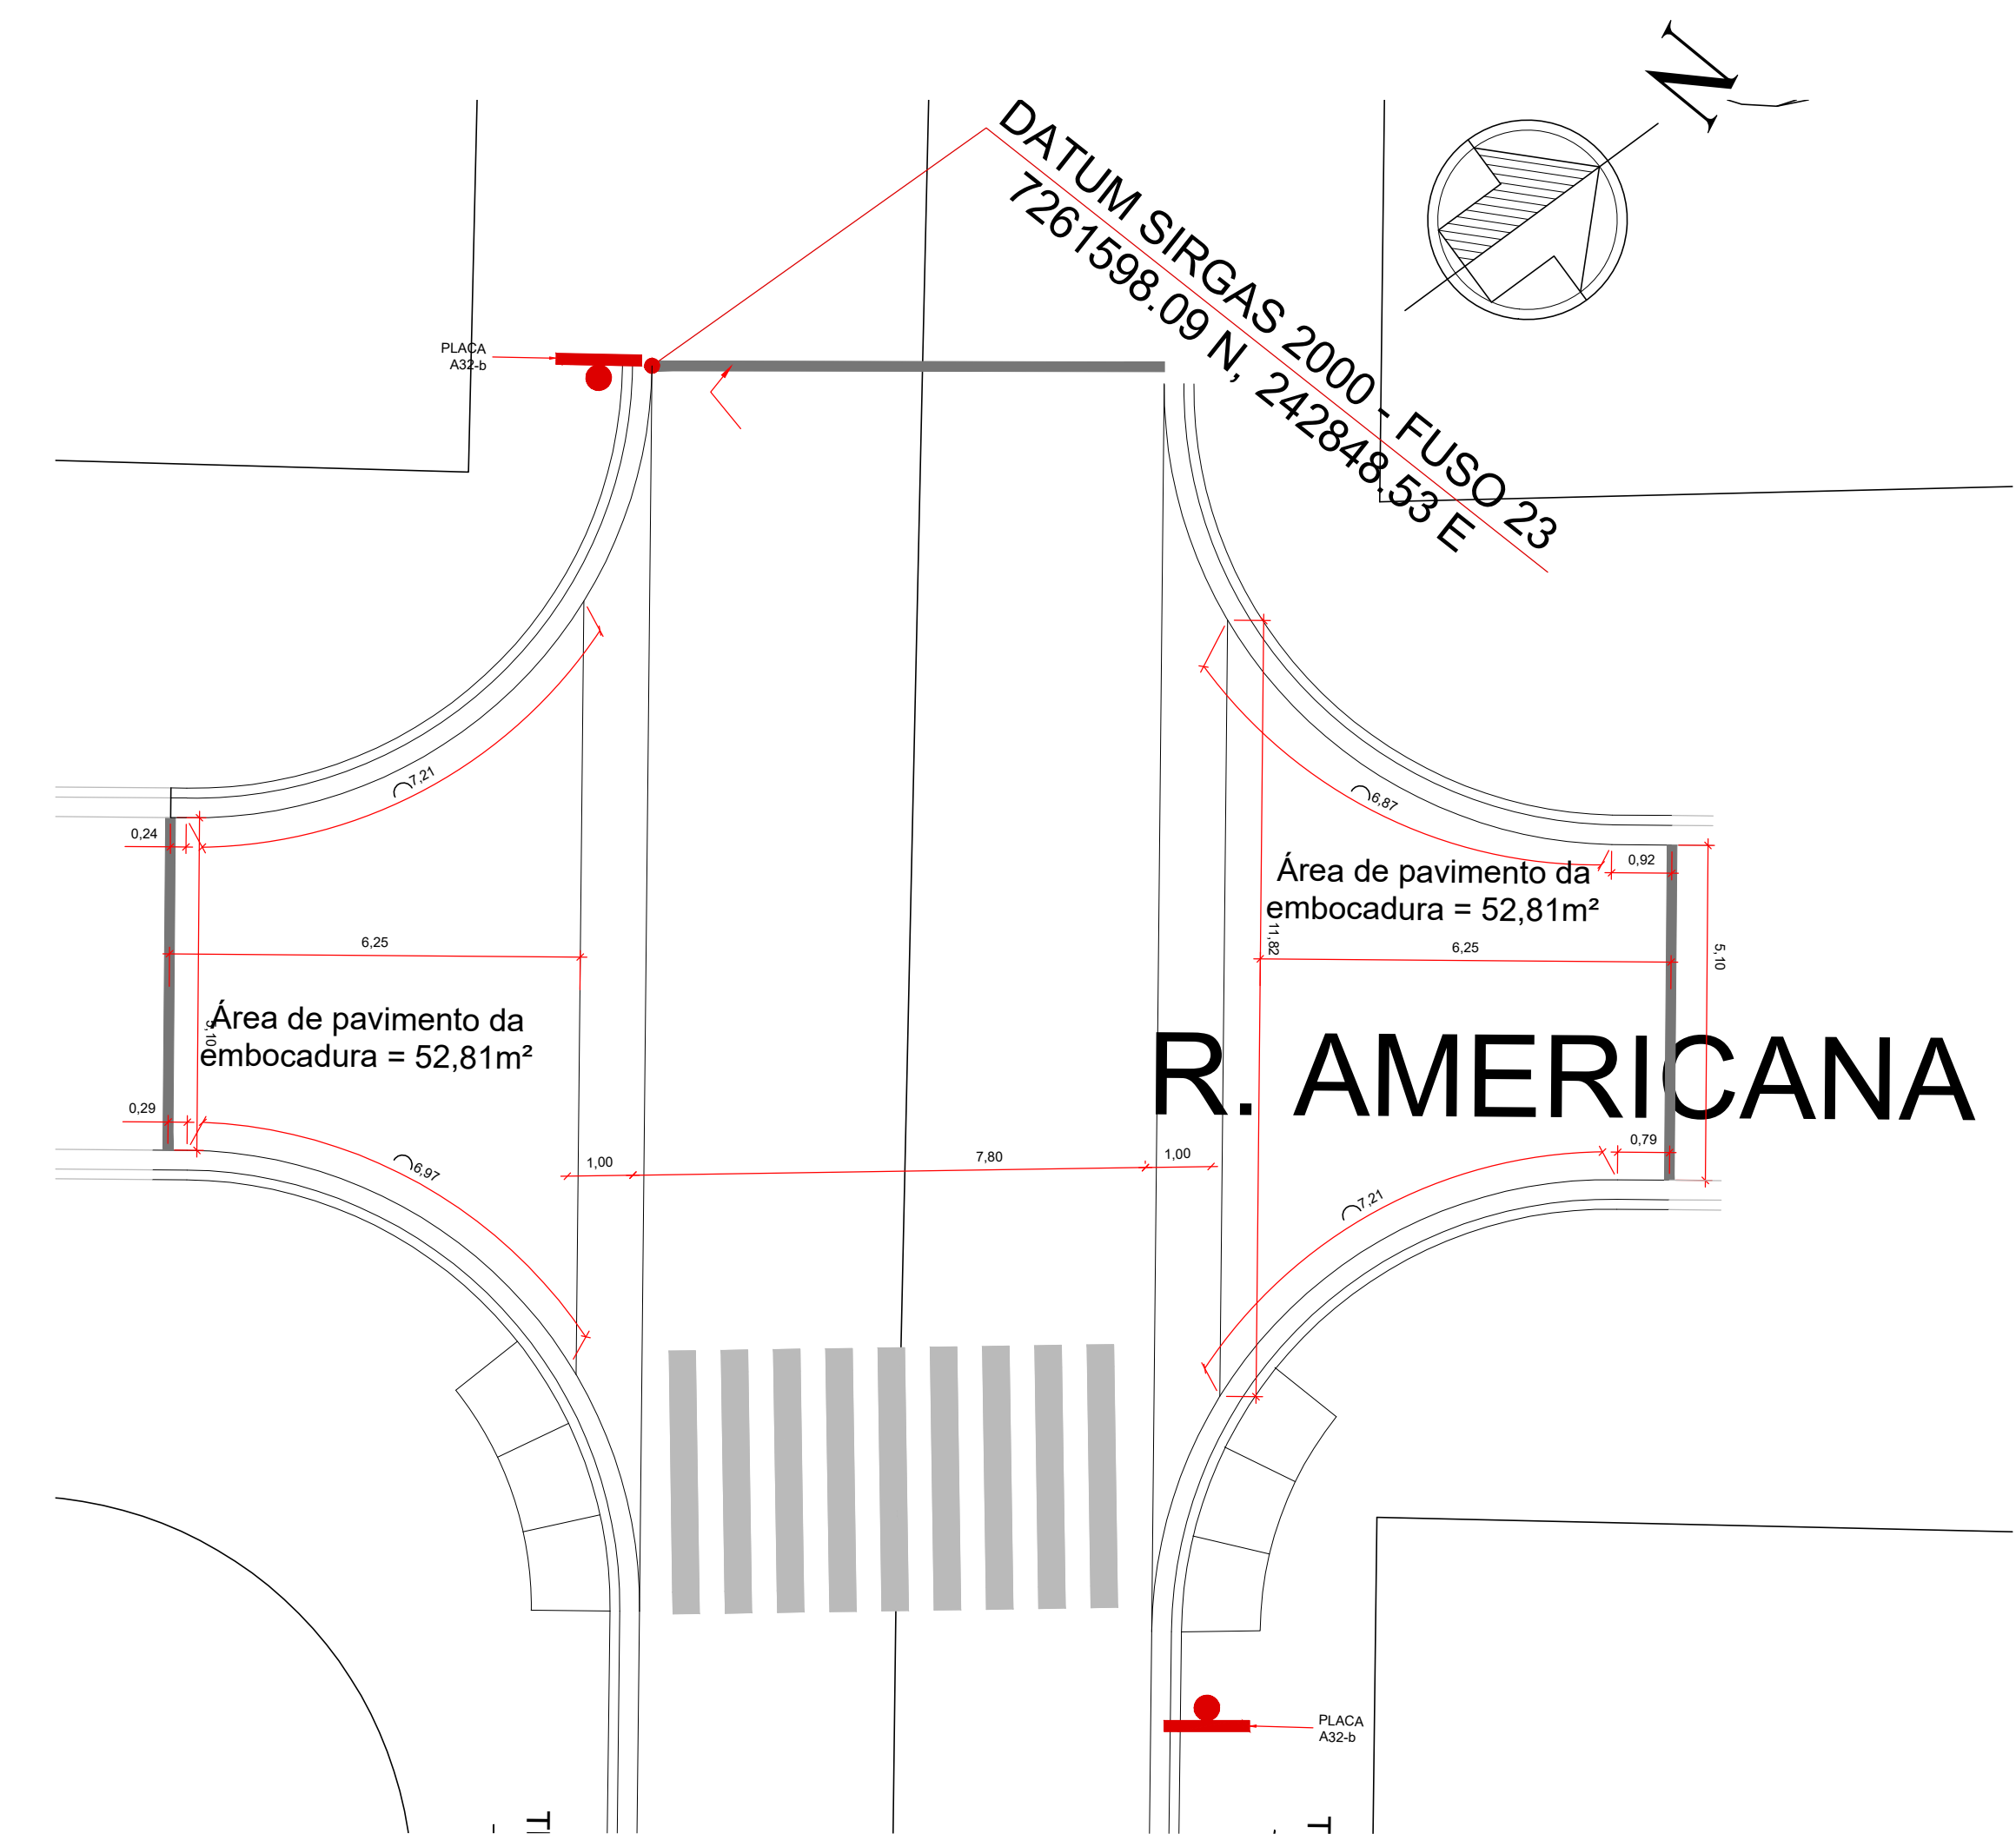 N
DATUM SIRGAS 2000 - FUSO 23
7261598.09 N, 242848.53 E
PLACA
A32-b
7,21
6,87
0,24
0,92
Área de pavimento da
embocadura = 52,81m²
11,82
6,25
6,25
5,10
Área de pavimento da
embocadura = 52,81m²
5,10
R. AMERICANA
0,29
0,79
6,97
1,00
7,80
1,00
7,21
PLACA
A32-b